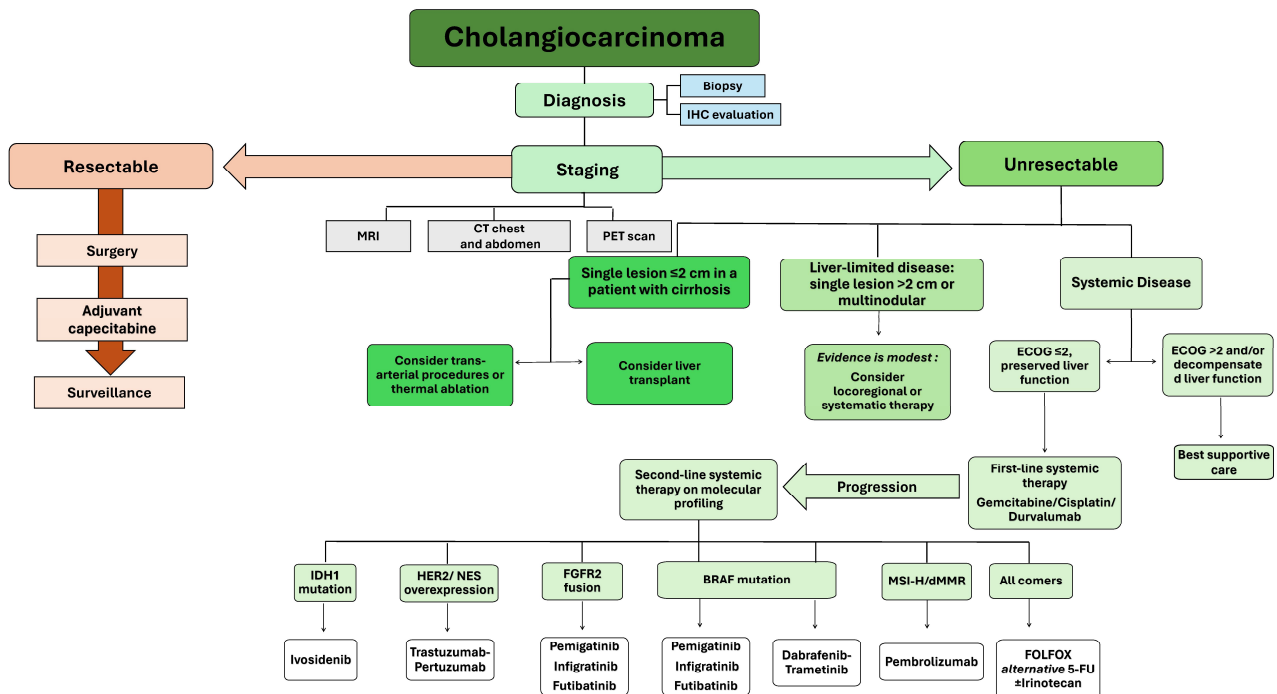 Cholangiocarcinoma
Diagnosis
Biopsy
IHC evaluation
Resectable
Staging
Unresectable
MRI
CT chest
and abdomen
PET scan
Surgery
Adjuvant
capecitabine
Surveillance
Single lesion ≤2 cm in a
patient with cirrhosis
Liver-limited disease:
single lesion >2 cm or
multinodular
Systemic Disease
Consider trans-
arterial procedures or
thermal ablation
Consider liver
transplant
Evidence is modest :
Consider
locoregional or
systematic therapy
ECOG ≤2,
preserved liver
function
ECOG >2 and/or
decompensate
d liver function
Best supportive
care
First-line systemic
therapy
Gemcitabine/Cisplatin/
Durvalumab
Progression
Second-line systemic
therapy on molecular
profiling
IDH1
mutation
HER2/ NES
overexpression
FGFR2
fusion
BRAF mutation
MSI-H/dMMR
All comers
Ivosidenib
Trastuzumab-
Pertuzumab
Pemigatinib
Infigratinib
Futibatinib
Pemigatinib
Infigratinib
Futibatinib
Dabrafenib-
Trametinib
Pembrolizumab
FOLFOX
alternative 5-FU
±Irinotecan